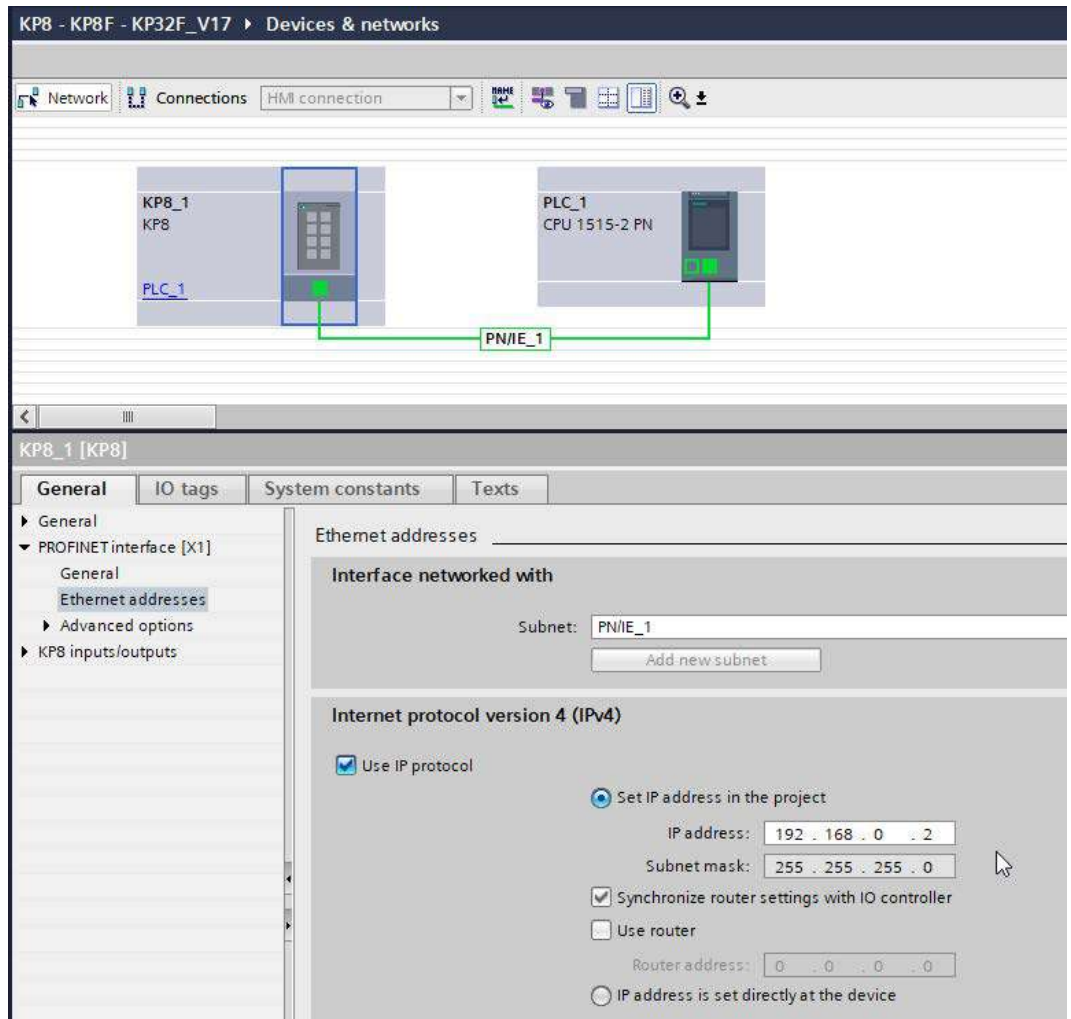 KP8 - KP8F - KP32F_V17 ▸ Devices & networks
Network Connections HMI connection
KP8_1
KP8
PLC_1
PLC_1
CPU 1515-2 PN
PN/IE_1
KP8_1 [KP8]
General IO tags System constants Texts
General
PROFINET interface [X1]
General
Ethernet addresses
Advanced options
KP8 inputs/outputs
Ethernet addresses
Interface networked with
Subnet: PN/IE_1
Add new subnet
Internet protocol version 4 (IPv4)
Use IP protocol
Set IP address in the project
IP address: 192 . 168 . 0 . 2
Subnet mask: 255 . 255 . 255 . 0
Synchronize router settings with IO controller
Use router
Router address: 0 . 0 . 0 . 0
IP address is set directly at the device